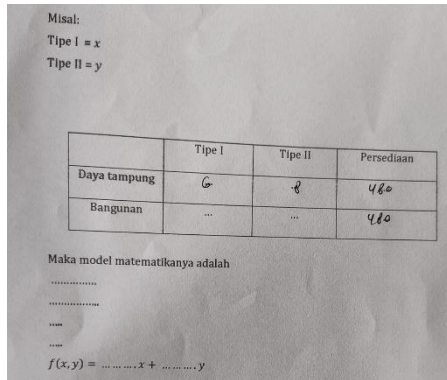 Misal:
Tipe I = x
Tipe II = y
Tipe I Tipe II Persediaan
Daya tampung 6 8 480
Bangunan ... ... 480
Maka model matematikanya adalah
...............
.................
.....
.....
f(x, y) = ..........x + ..........y